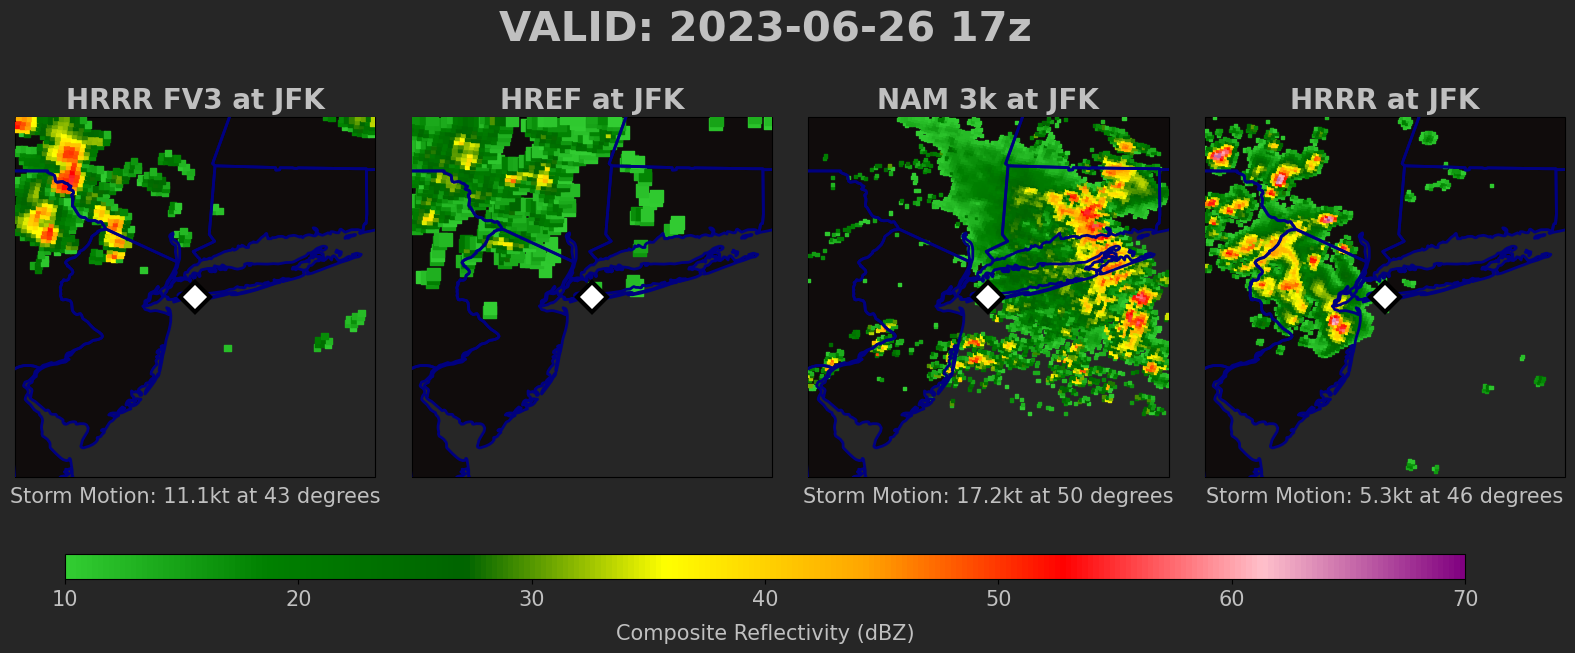 VALID: 2023-06-26 17z
HRRR FV3 at JFK
HREF at JFK
NAM 3k at JFK
HRRR at JFK
Storm Motion: 11.1kt at 43 degrees
Storm Motion: 17.2kt at 50 degrees
Storm Motion: 5.3kt at 46 degrees
10 20 30 40 50 60 70
Composite Reflectivity (dBZ)